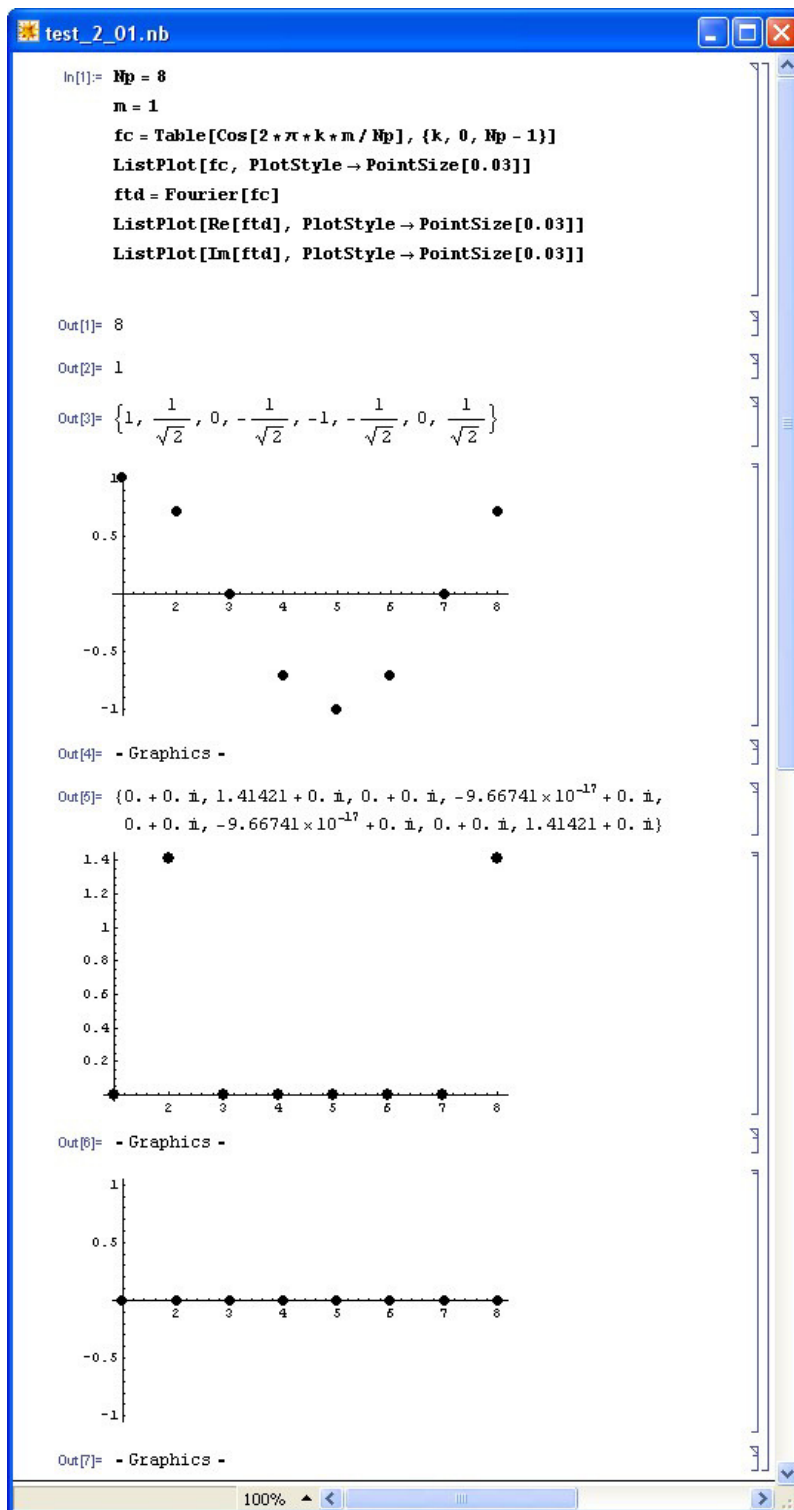 test_2_01.nb
In[1]:= Np = 8
m = 1
fc = Table[Cos[2 * π * k * m / Np], {k, 0, Np - 1}]
ListPlot[fc, PlotStyle → PointSize[0.03]]
ftd = Fourier[fc]
ListPlot[Re[ftd], PlotStyle → PointSize[0.03]]
ListPlot[Im[ftd], PlotStyle → PointSize[0.03]]
Out[1]= 8
Out[2]= 1
Out[3]= {1, 1/√2, 0, -1/√2, -1, -1/√2, 0, 1/√2}
1
0.5
2 3 4 5 6 7 8
-0.5
-1
Out[4]= - Graphics -
Out[5]= {0. + 0. i, 1.41421 + 0. i, 0. + 0. i, -9.66741×10^-17 + 0. i,
0. + 0. i, -9.66741×10^-17 + 0. i, 0. + 0. i, 1.41421 + 0. i}
1.4
1.2
1
0.8
0.6
0.4
0.2
2 3 4 5 6 7 8
Out[6]= - Graphics -
1
0.5
2 3 4 5 6 7 8
-0.5
-1
Out[7]= - Graphics -
100%